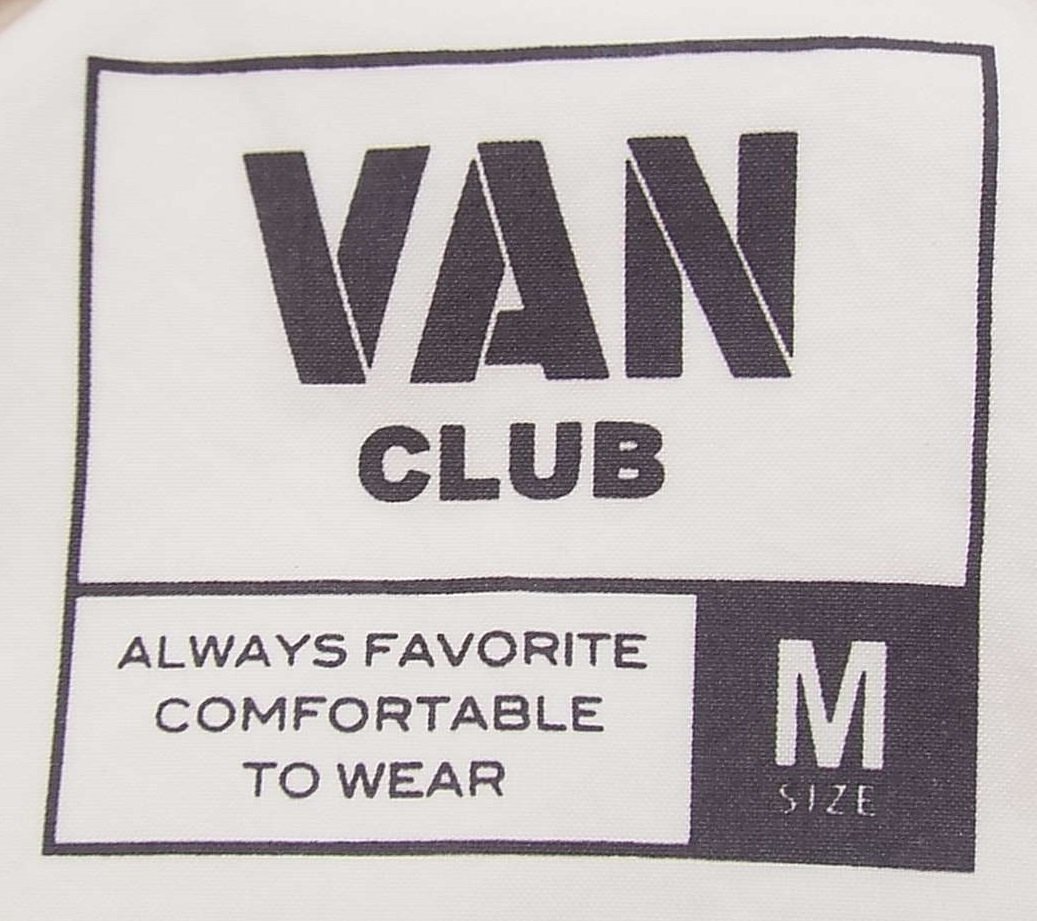 VAN
CLUB
ALWAYS FAVORITE
COMFORTABLE
TO WEAR
M
SIZE